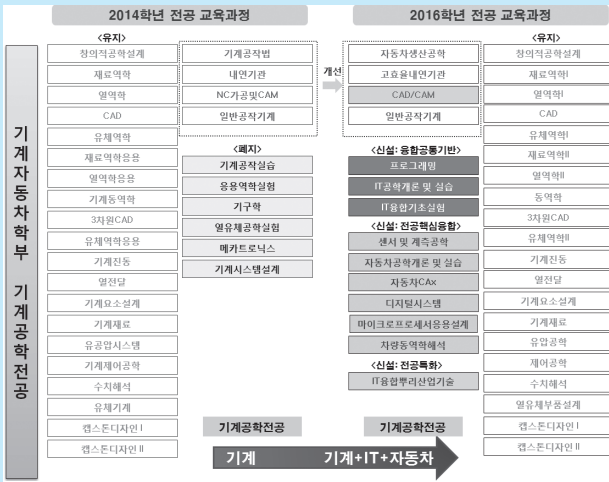 2014학년 전공 교육과정
2016학년 전공 교육과정
기계자동차학부 기계공학전공
<유지>
창의적공학설계
재료역학
열역학
CAD
유체역학
재료역학응용
열역학응용
기계동역학
3차원CAD
유체역학응용
기계진동
열전달
기계요소설계
기계재료
유공압시스템
기계제어공학
수치해석
유체기계
캡스톤디자인 I
캡스톤디자인 II
기계공작법
내연기관
NC가공및CAM
일반공작기계
<폐지>
기계공작실습
응용역학실험
기구학
열유체공학실험
메카트로닉스
기계시스템설계
개선
자동차생산공학
고효율내연기관
CAD/CAM
일반공작기계
<신설: 융합공통기반>
프로그래밍
IT공학개론 및 실습
IT융합기초실험
<신설: 전공핵심융합>
센서 및 계측공학
자동차공학개론 및 실습
자동차CAx
디지털시스템
마이크로프로세서응용설계
차량동역학해석
<신설: 전공특화>
IT융합뿌리산업기술
<유지>
창의적공학설계
재료역학I
열역학I
CAD
유체역학I
재료역학II
열역학II
동역학
3차원CAD
유체역학II
기계진동
열전달
기계요소설계
기계재료
유압공학
제어공학
수치해석
열유체부품설계
캡스톤디자인 I
캡스톤디자인 II
기계공학전공
기계공학전공
기계
기계+IT+자동차